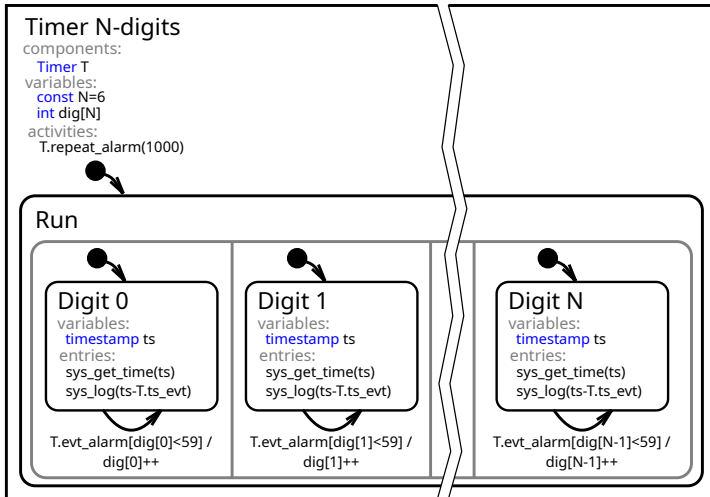 Timer N-digits
components:
Timer T
variables:
const N=6
int dig[N]
activities:
T.repeat_alarm(1000)
Run
Digit 0
variables:
timestamp ts
entries:
sys_get_time(ts)
sys_log(ts-T.ts_evt)
T.evt_alarm[dig[0]<59] /
dig[0]++
Digit 1
variables:
timestamp ts
entries:
sys_get_time(ts)
sys_log(ts-T.ts_evt)
T.evt_alarm[dig[1]<59] /
dig[1]++
Digit N
variables:
timestamp ts
entries:
sys_get_time(ts)
sys_log(ts-T.ts_evt)
T.evt_alarm[dig[N-1]<59] /
dig[N-1]++